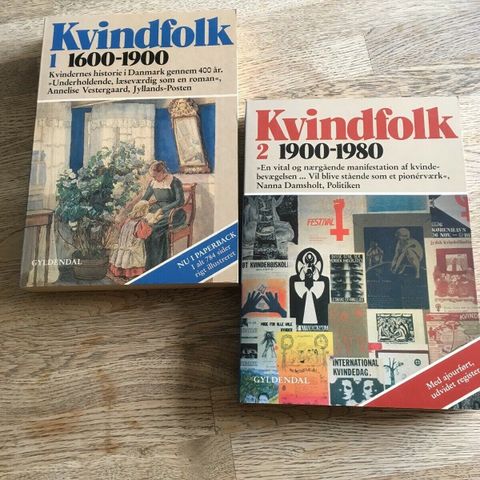 Kvindfolk
1 1600-1900
Kvindernes historie i Danmark gennem 400 år.
»Underholdende, læseværdig som en roman«,
Annelise Vestergaard, Jyllands-Posten
NU I PAPERBACK
I alt 784 sider
rigt illustreret
GYLDENDAL
Kvindfolk
2 1900-1980
»En vital og nærgående manifestation af kvinde-
bevægelsen ... Vil blive stående som et pionérværk«,
Nanna Damsholt, Politiken
FESTIVAL
KØBENHAVN
KVINDEHØJSKOLE
INTERNATIONAL
KVINDEDAG.
GYLDENDAL
Med ajourført,
udvidet register